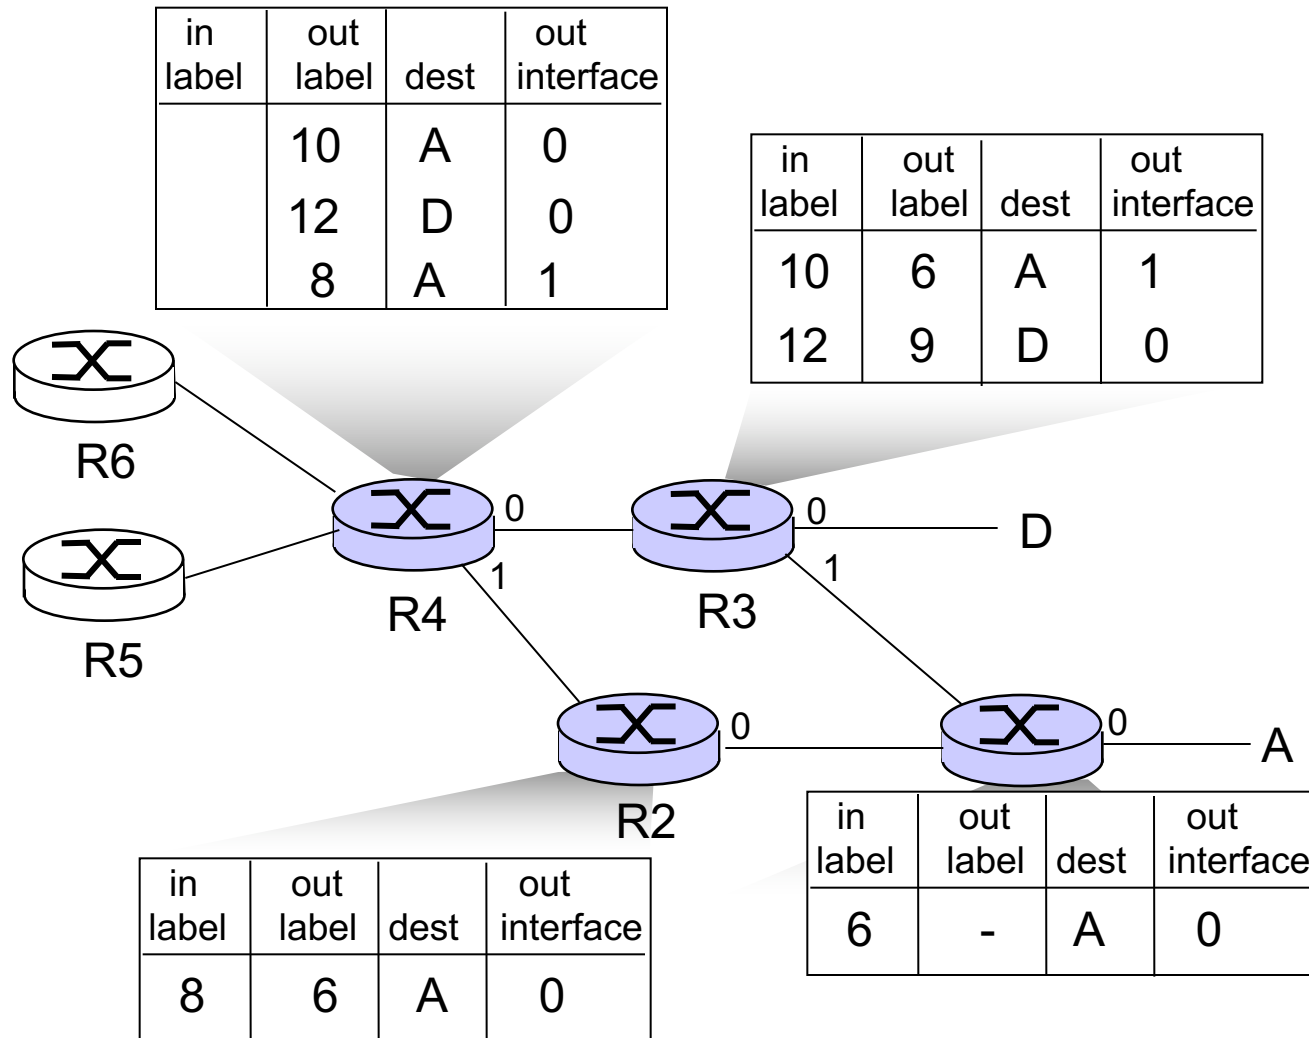 in out out
label label dest interface
10 A 0
12 D 0
8 A 1
in out out
label label dest interface
10 6 A 1
12 9 D 0
R6
R5
R4
0
1
R3
0
1
D
R2
0
0
A
in out out
label label dest interface
6 - A 0
in out out
label label dest interface
8 6 A 0